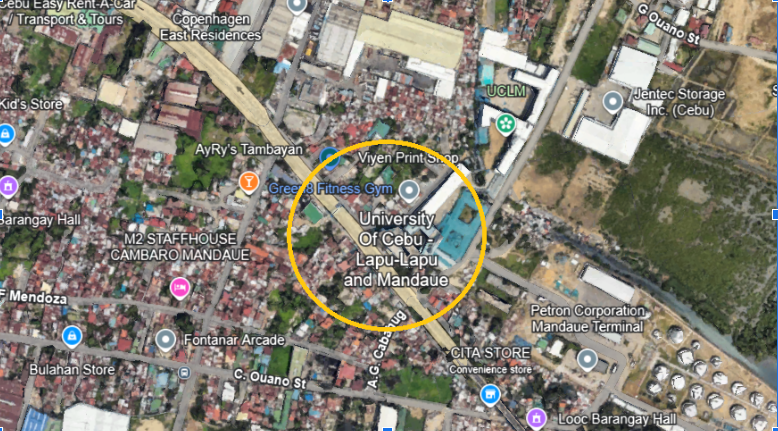 Cebu Easy Rent-A-Car
/ Transport & Tours
Copenhagen
East Residences
G Ouano St
Kid's Store
UCLM
Jentec Storage
Inc. (Cebu)
AyRy's Tambayan
Viyen Print Shop
Green8 Fitness Gym
Barangay Hall
University
Of Cebu -
Lapu-Lapu
and Mandaue
M2 STAFFHOUSE
CAMBARO MANDAUE
F Mendoza
Petron Corporation
Mandaue Terminal
Fontanar Arcade
A.G. Cabahug
CITA STORE
Convenience store
Bulahan Store
C. Ouano St
Looc Barangay Hall